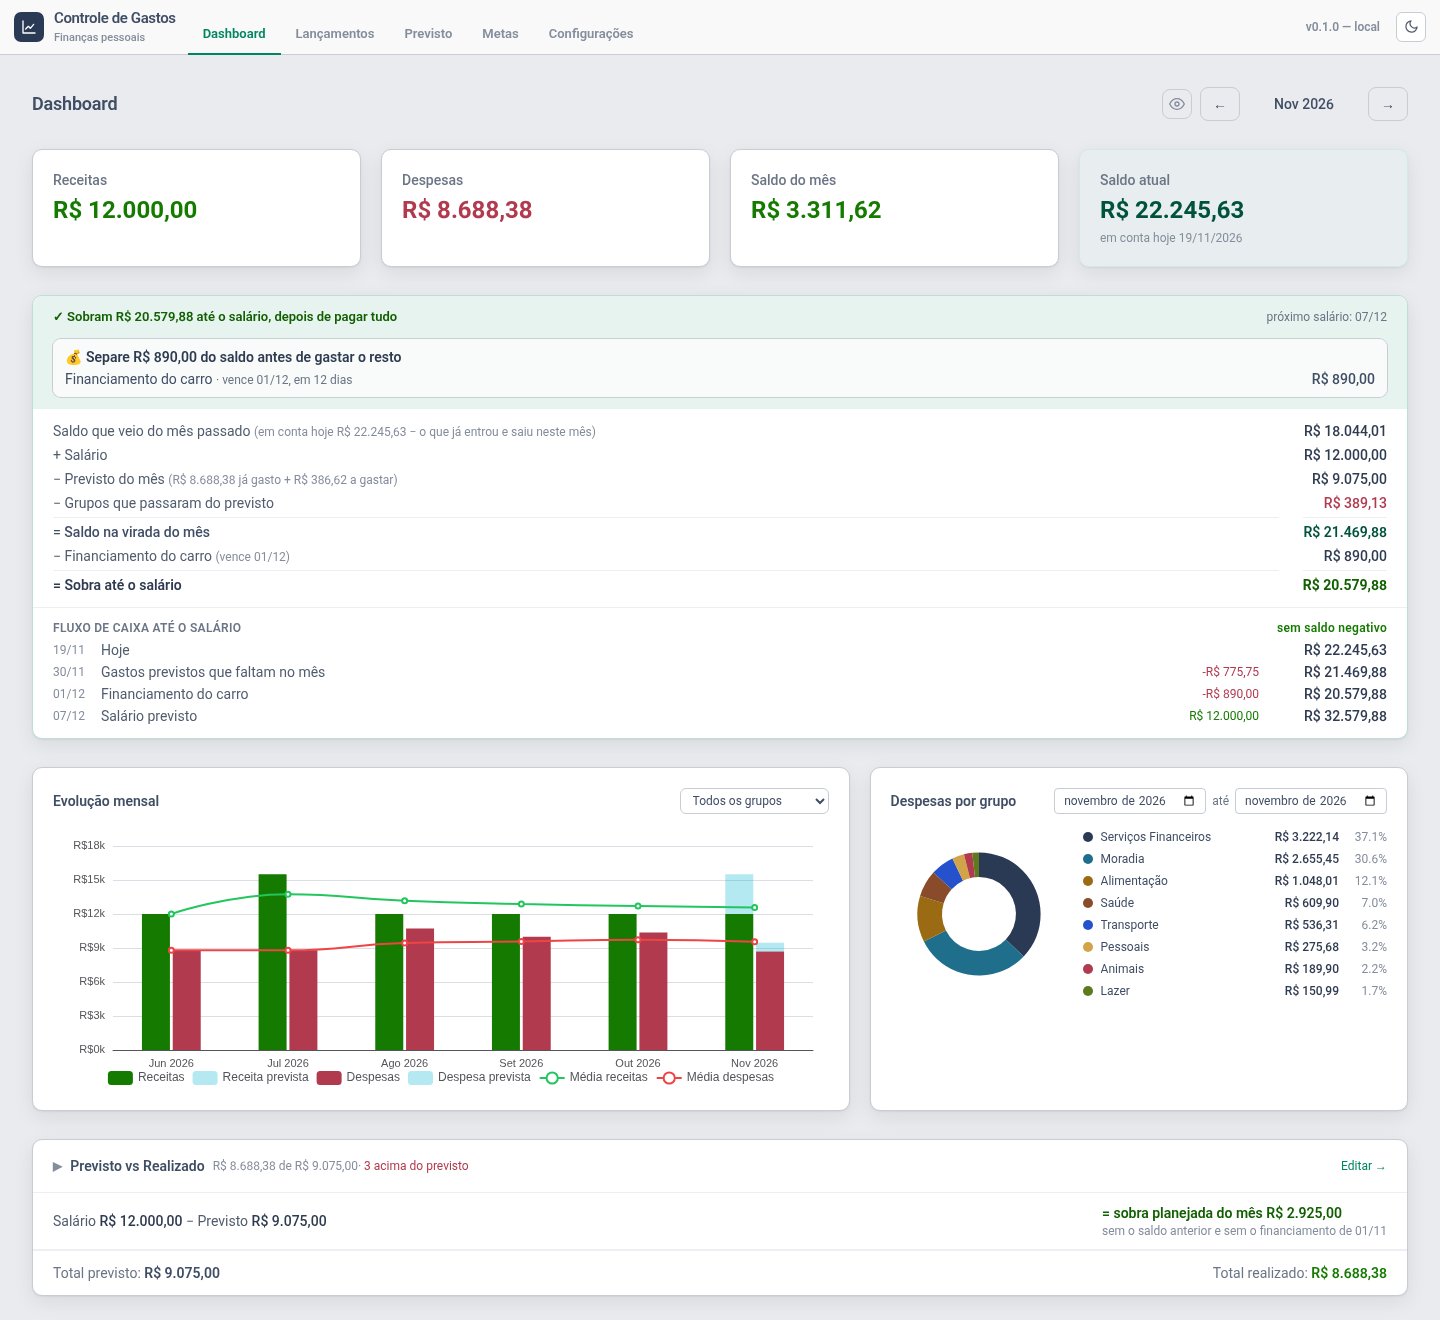 Controle de Gastos
Finanças pessoais
Dashboard Lançamentos Previsto Metas Configurações
v0.1.0 — local
Dashboard
← Nov 2026 →
Receitas
R$ 12.000,00
Despesas
R$ 8.688,38
Saldo do mês
R$ 3.311,62
Saldo atual
R$ 22.245,63
em conta hoje 19/11/2026
✓ Sobram R$ 20.579,88 até o salário, depois de pagar tudo próximo salário: 07/12
💰 Separe R$ 890,00 do saldo antes de gastar o resto
Financiamento do carro · vence 01/12, em 12 dias R$ 890,00
Saldo que veio do mês passado (em conta hoje R$ 22.245,63 − o que já entrou e saiu neste mês) R$ 18.044,01
+ Salário R$ 12.000,00
− Previsto do mês (R$ 8.688,38 já gasto + R$ 386,62 a gastar) R$ 9.075,00
− Grupos que passaram do previsto R$ 389,13
= Saldo na virada do mês R$ 21.469,88
− Financiamento do carro (vence 01/12) R$ 890,00
= Sobra até o salário R$ 20.579,88
FLUXO DE CAIXA ATÉ O SALÁRIO sem saldo negativo
19/11 Hoje R$ 22.245,63
30/11 Gastos previstos que faltam no mês -R$ 775,75 R$ 21.469,88
01/12 Financiamento do carro -R$ 890,00 R$ 20.579,88
07/12 Salário previsto R$ 12.000,00 R$ 32.579,88
Evolução mensal Todos os grupos
R$18k
R$15k
R$12k
R$9k
R$6k
R$3k
R$0k
Jun 2026 Jul 2026 Ago 2026 Set 2026 Out 2026 Nov 2026
Receitas Receita prevista Despesas Despesa prevista Média receitas Média despesas
Despesas por grupo novembro de 2026 até novembro de 2026
Serviços Financeiros R$ 3.222,14 37.1%
Moradia R$ 2.655,45 30.6%
Alimentação R$ 1.048,01 12.1%
Saúde R$ 609,90 7.0%
Transporte R$ 536,31 6.2%
Pessoais R$ 275,68 3.2%
Animais R$ 189,90 2.2%
Lazer R$ 150,99 1.7%
▶ Previsto vs Realizado R$ 8.688,38 de R$ 9.075,00· 3 acima do previsto Editar →
Salário R$ 12.000,00 − Previsto R$ 9.075,00
= sobra planejada do mês R$ 2.925,00
sem o saldo anterior e sem o financiamento de 01/11
Total previsto: R$ 9.075,00 Total realizado: R$ 8.688,38